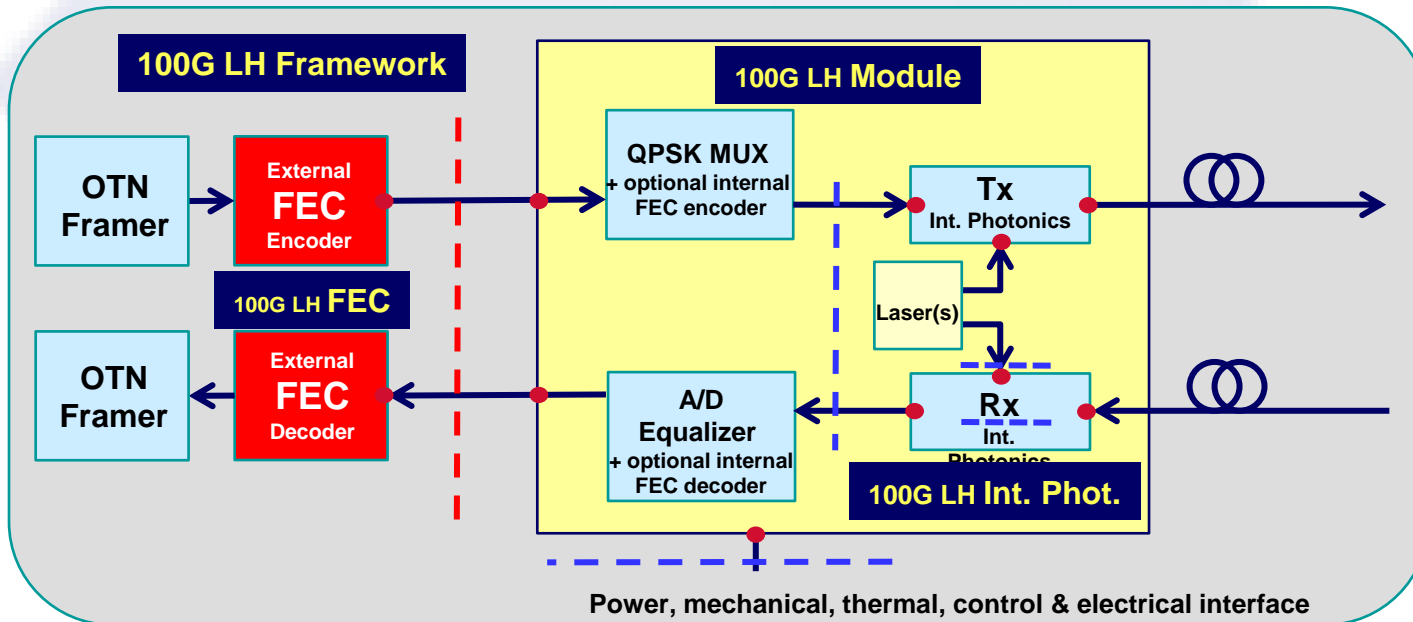 100G LH Framework
100G LH Module
OTN
Framer
External
FEC
Encoder
QPSK MUX
+ optional internal
FEC encoder
Tx
Int. Photonics
Laser(s)
100G LH FEC
OTN
Framer
External
FEC
Decoder
A/D
Equalizer
+ optional internal
FEC decoder
Rx
Int.
Photonics
100G LH Int. Phot.
Power, mechanical, thermal, control & electrical interface